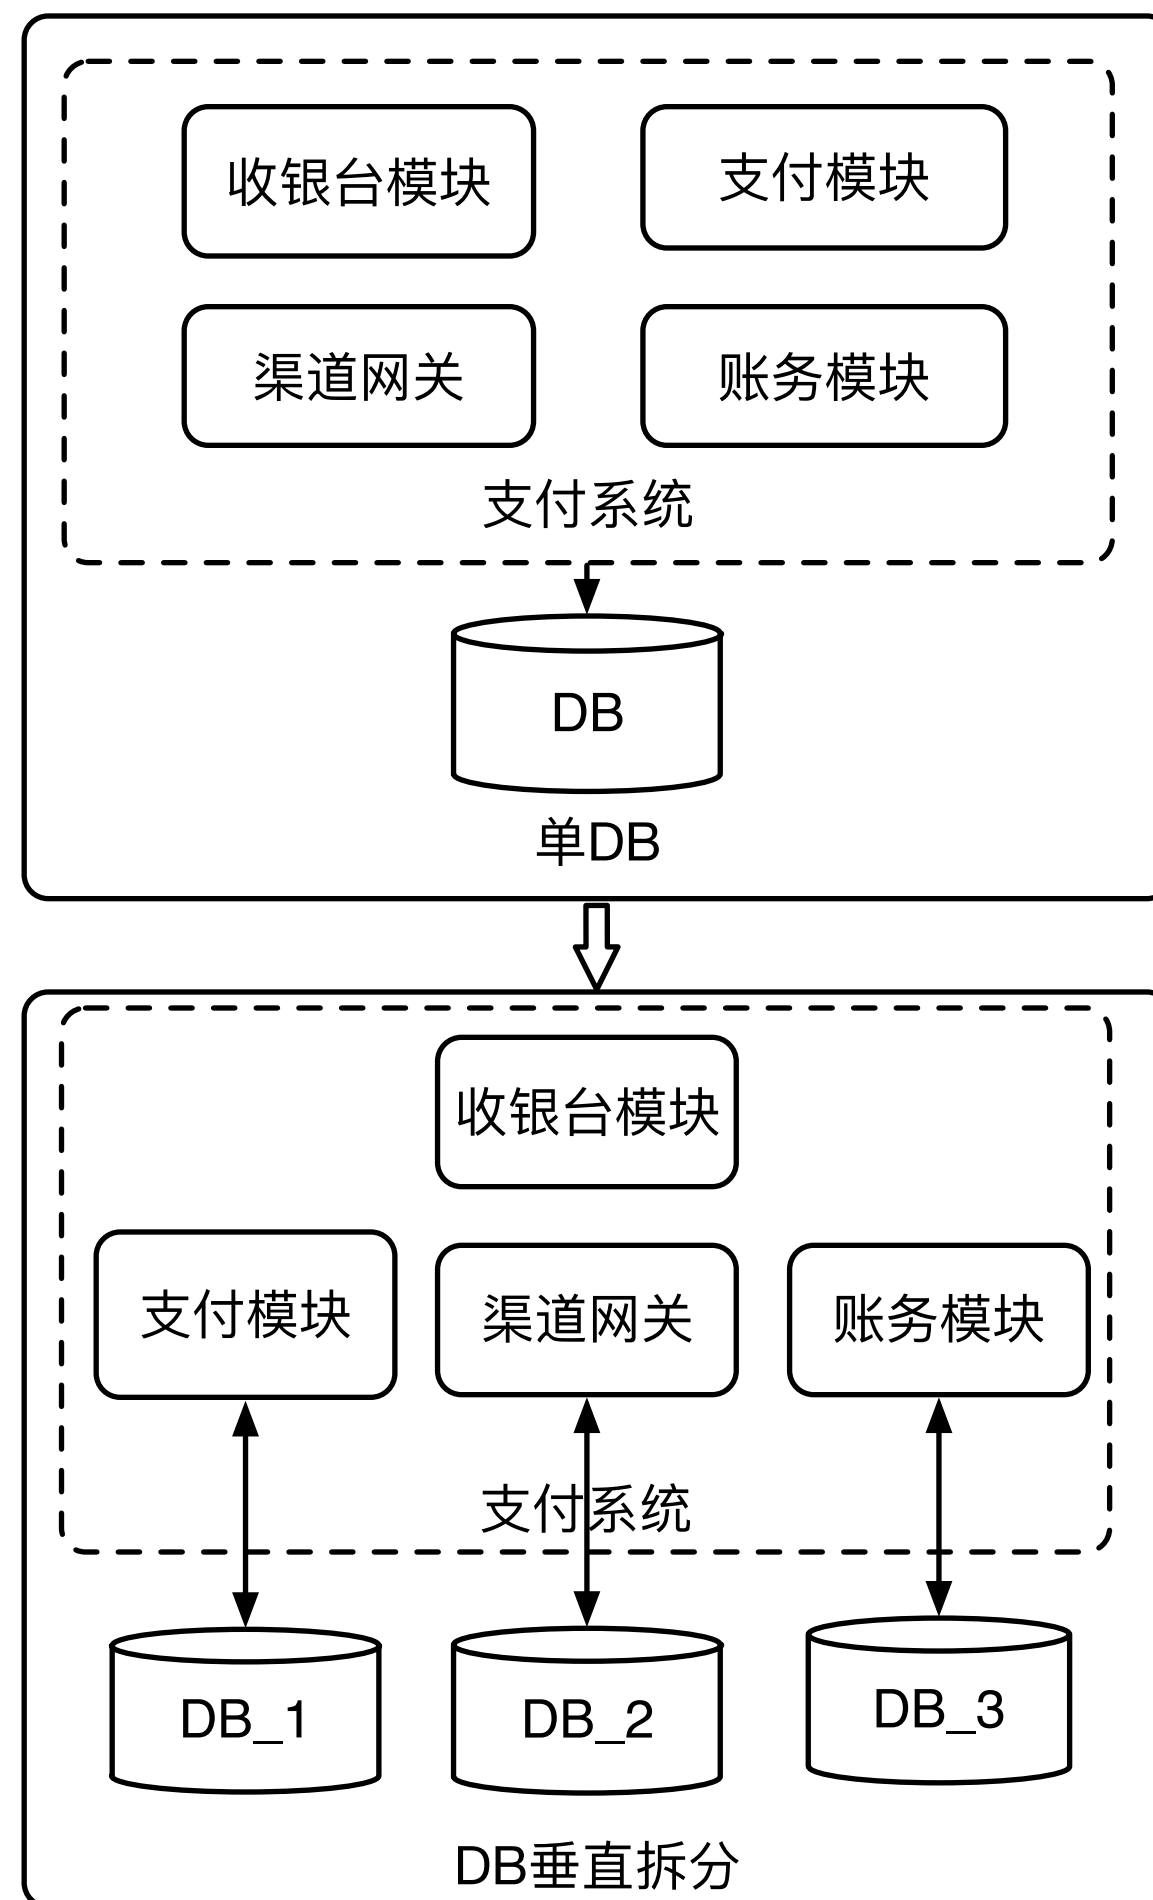 收银台模块
支付模块
渠道网关
账务模块
支付系统
DB
单DB
收银台模块
支付模块
渠道网关
账务模块
支付系统
DB_1
DB_2
DB_3
DB垂直拆分